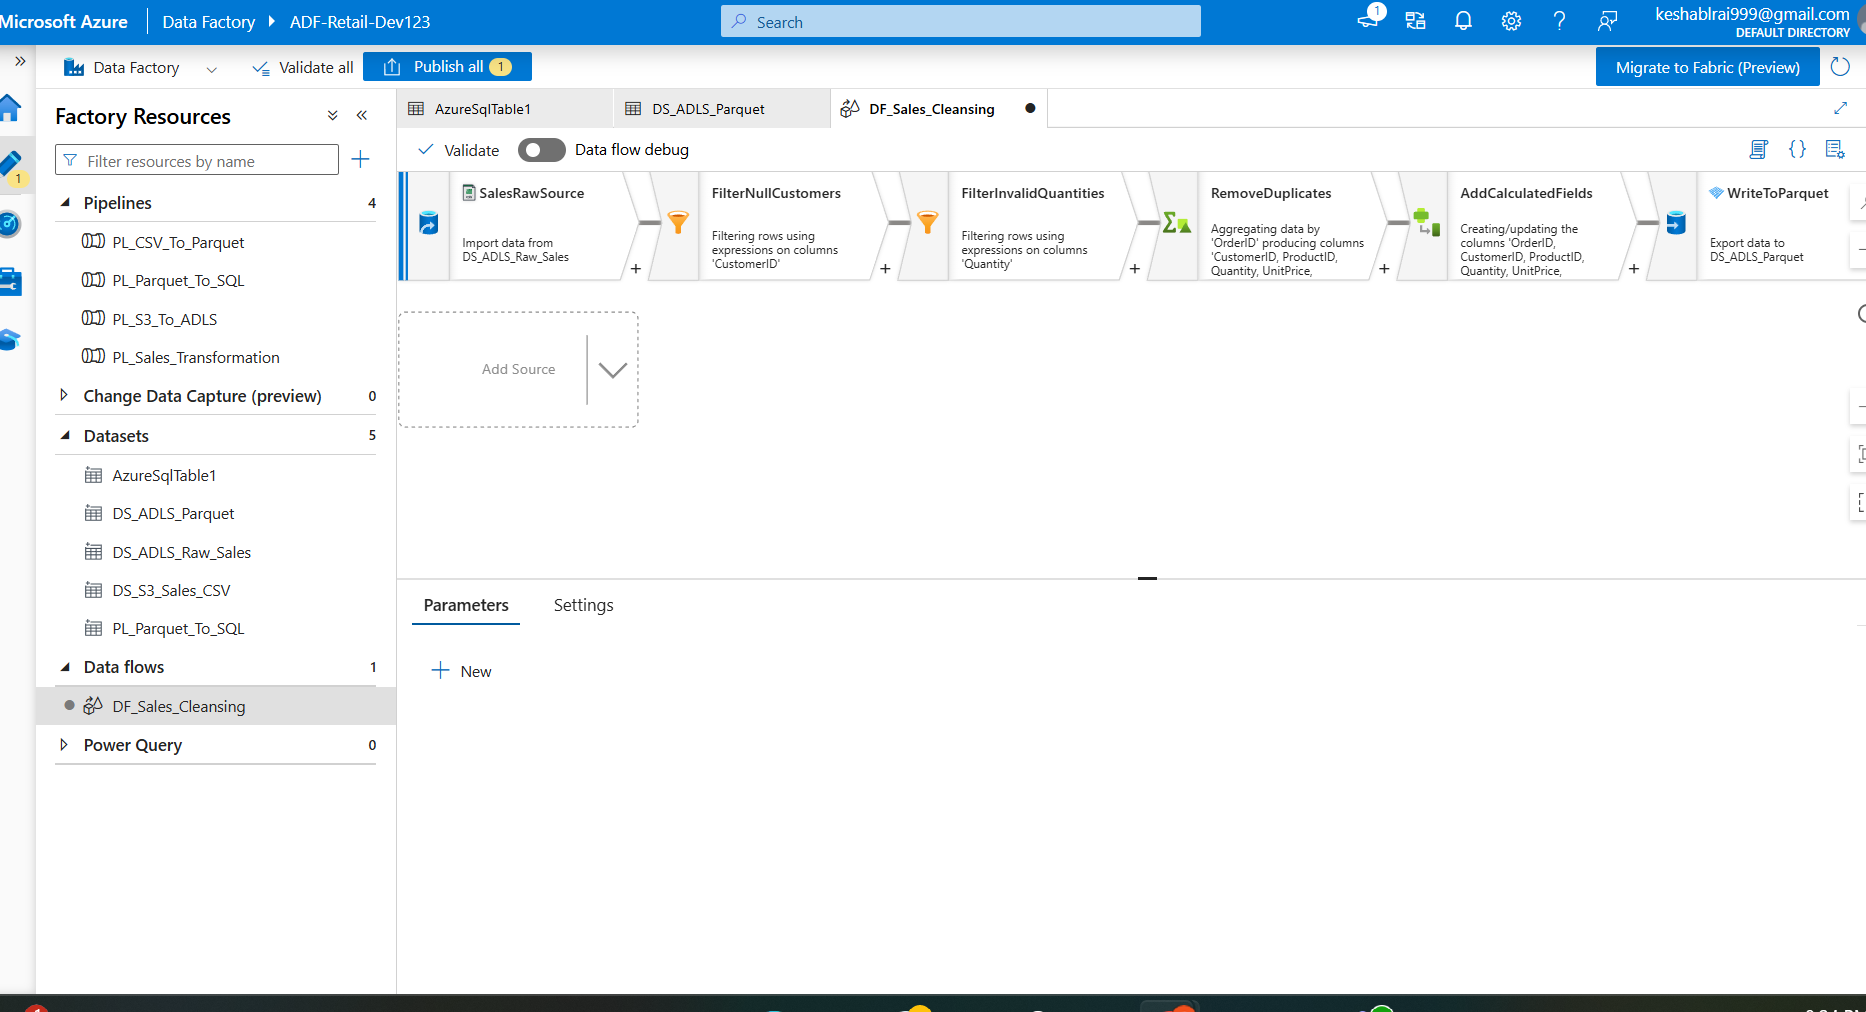 Microsoft Azure
Data Factory
ADF-Retail-Dev123
Search
1
keshablrai999@gmail.com
DEFAULT DIRECTORY
Data Factory
Validate all
Publish all 1
Migrate to Fabric (Preview)
1
Factory Resources
Filter resources by name
Pipelines 4
PL_CSV_To_Parquet
PL_Parquet_To_SQL
PL_S3_To_ADLS
PL_Sales_Transformation
Change Data Capture (preview) 0
Datasets 5
AzureSqlTable1
DS_ADLS_Parquet
DS_ADLS_Raw_Sales
DS_S3_Sales_CSV
PL_Parquet_To_SQL
Data flows 1
DF_Sales_Cleansing
Power Query 0
AzureSqlTable1
DS_ADLS_Parquet
DF_Sales_Cleansing
Validate
Data flow debug
SalesRawSource
Import data from
DS_ADLS_Raw_Sales
FilterNullCustomers
Filtering rows using
expressions on columns
'CustomerID'
FilterInvalidQuantities
Filtering rows using
expressions on columns
'Quantity'
RemoveDuplicates
Aggregating data by
'OrderID' producing columns
'CustomerID, ProductID,
Quantity, UnitPrice,
AddCalculatedFields
Creating/updating the
columns 'OrderID,
CustomerID, ProductID,
Quantity, UnitPrice,
WriteToParquet
Export data to
DS_ADLS_Parquet
Add Source
Parameters
Settings
New